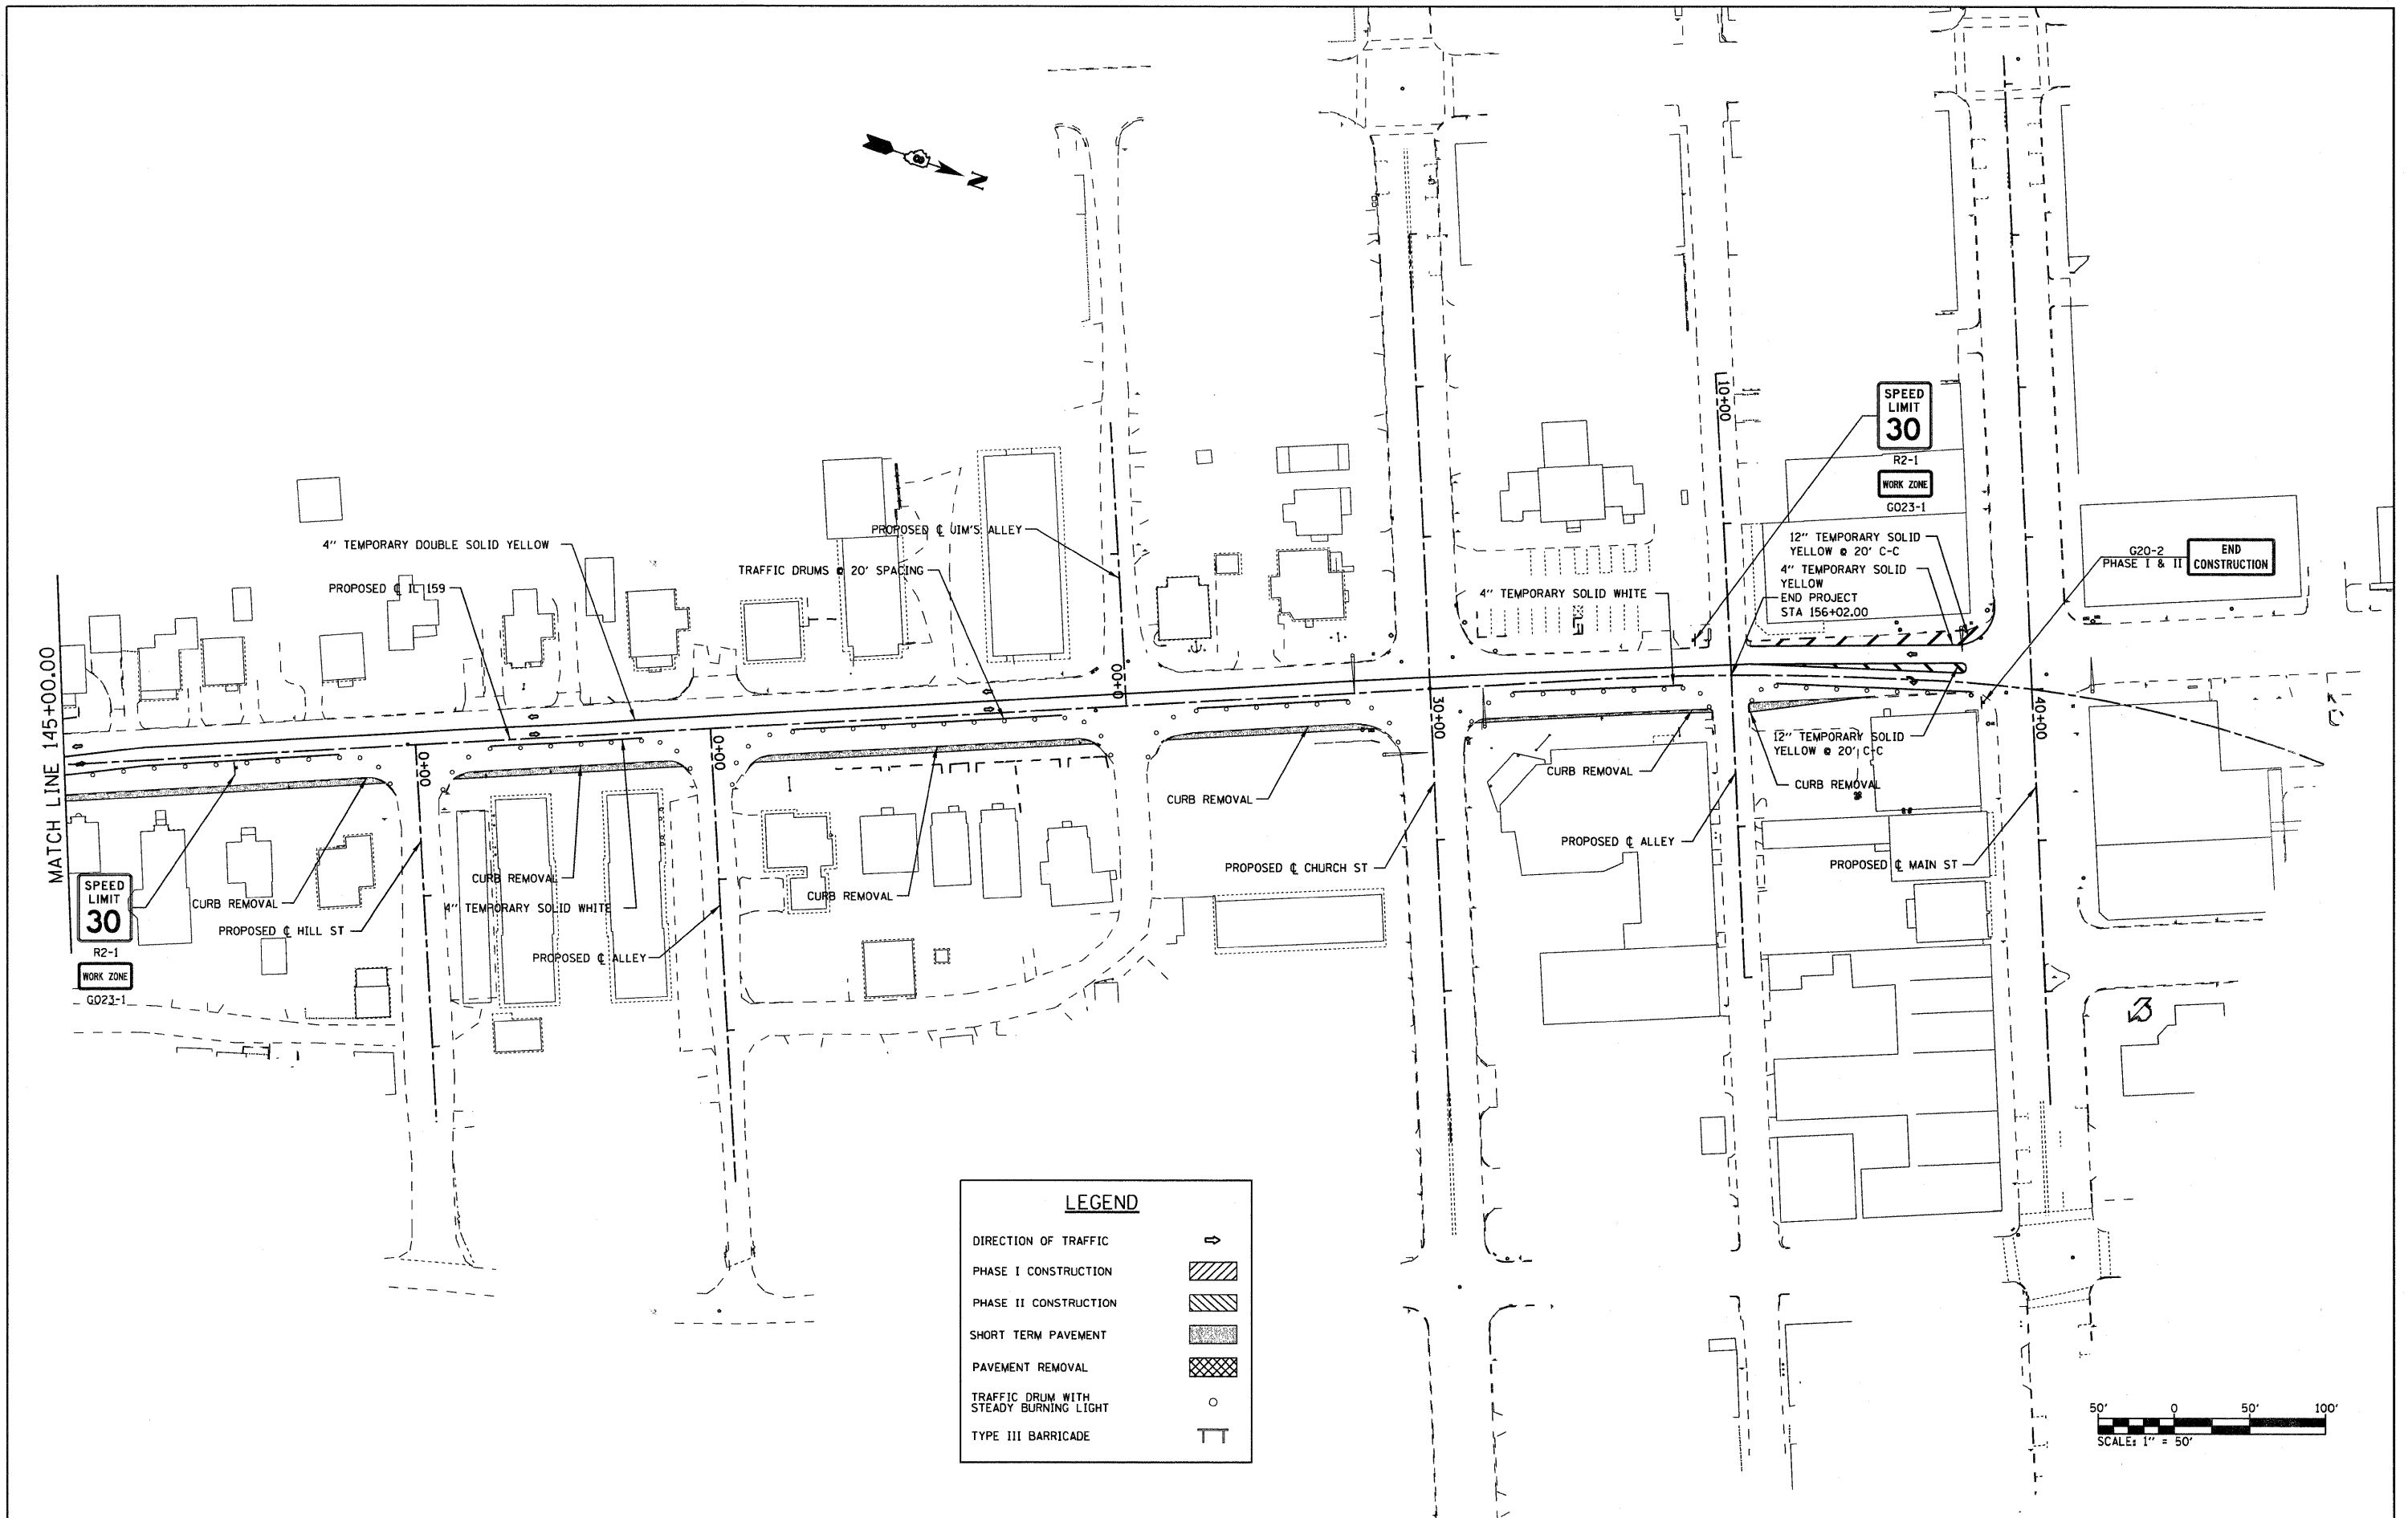 N
SPEED
LIMIT
30
R2-1
WORK ZONE
G023-1
10+00
PROPOSED ℄ JIM'S ALLEY
4" TEMPORARY DOUBLE SOLID YELLOW
TRAFFIC DRUMS @ 20' SPACING
PROPOSED ℄ IL 159
4" TEMPORARY SOLID WHITE
12" TEMPORARY SOLID
YELLOW @ 20' C-C
4" TEMPORARY SOLID
YELLOW
END PROJECT
STA 156+02.00
G20-2
PHASE I & II
END
CONSTRUCTION
MATCH LINE 145+00.00
0+00
0+00
0+00
30+00
40+00
12" TEMPORARY SOLID
YELLOW @ 20' C-C
CURB REMOVAL
CURB REMOVAL
CURB REMOVAL
PROPOSED ℄ ALLEY
PROPOSED ℄ CHURCH ST
PROPOSED ℄ MAIN ST
SPEED
LIMIT
30
R2-1
WORK ZONE
G023-1
CURB REMOVAL
CURB REMOVAL
CURB REMOVAL
4" TEMPORARY SOLID WHITE
PROPOSED ℄ HILL ST
PROPOSED ℄ ALLEY
LEGEND
DIRECTION OF TRAFFIC
PHASE I CONSTRUCTION
PHASE II CONSTRUCTION
SHORT TERM PAVEMENT
PAVEMENT REMOVAL
TRAFFIC DRUM WITH
STEADY BURNING LIGHT
TYPE III BARRICADE
50' 0 50' 100'
SCALE: 1" = 50'